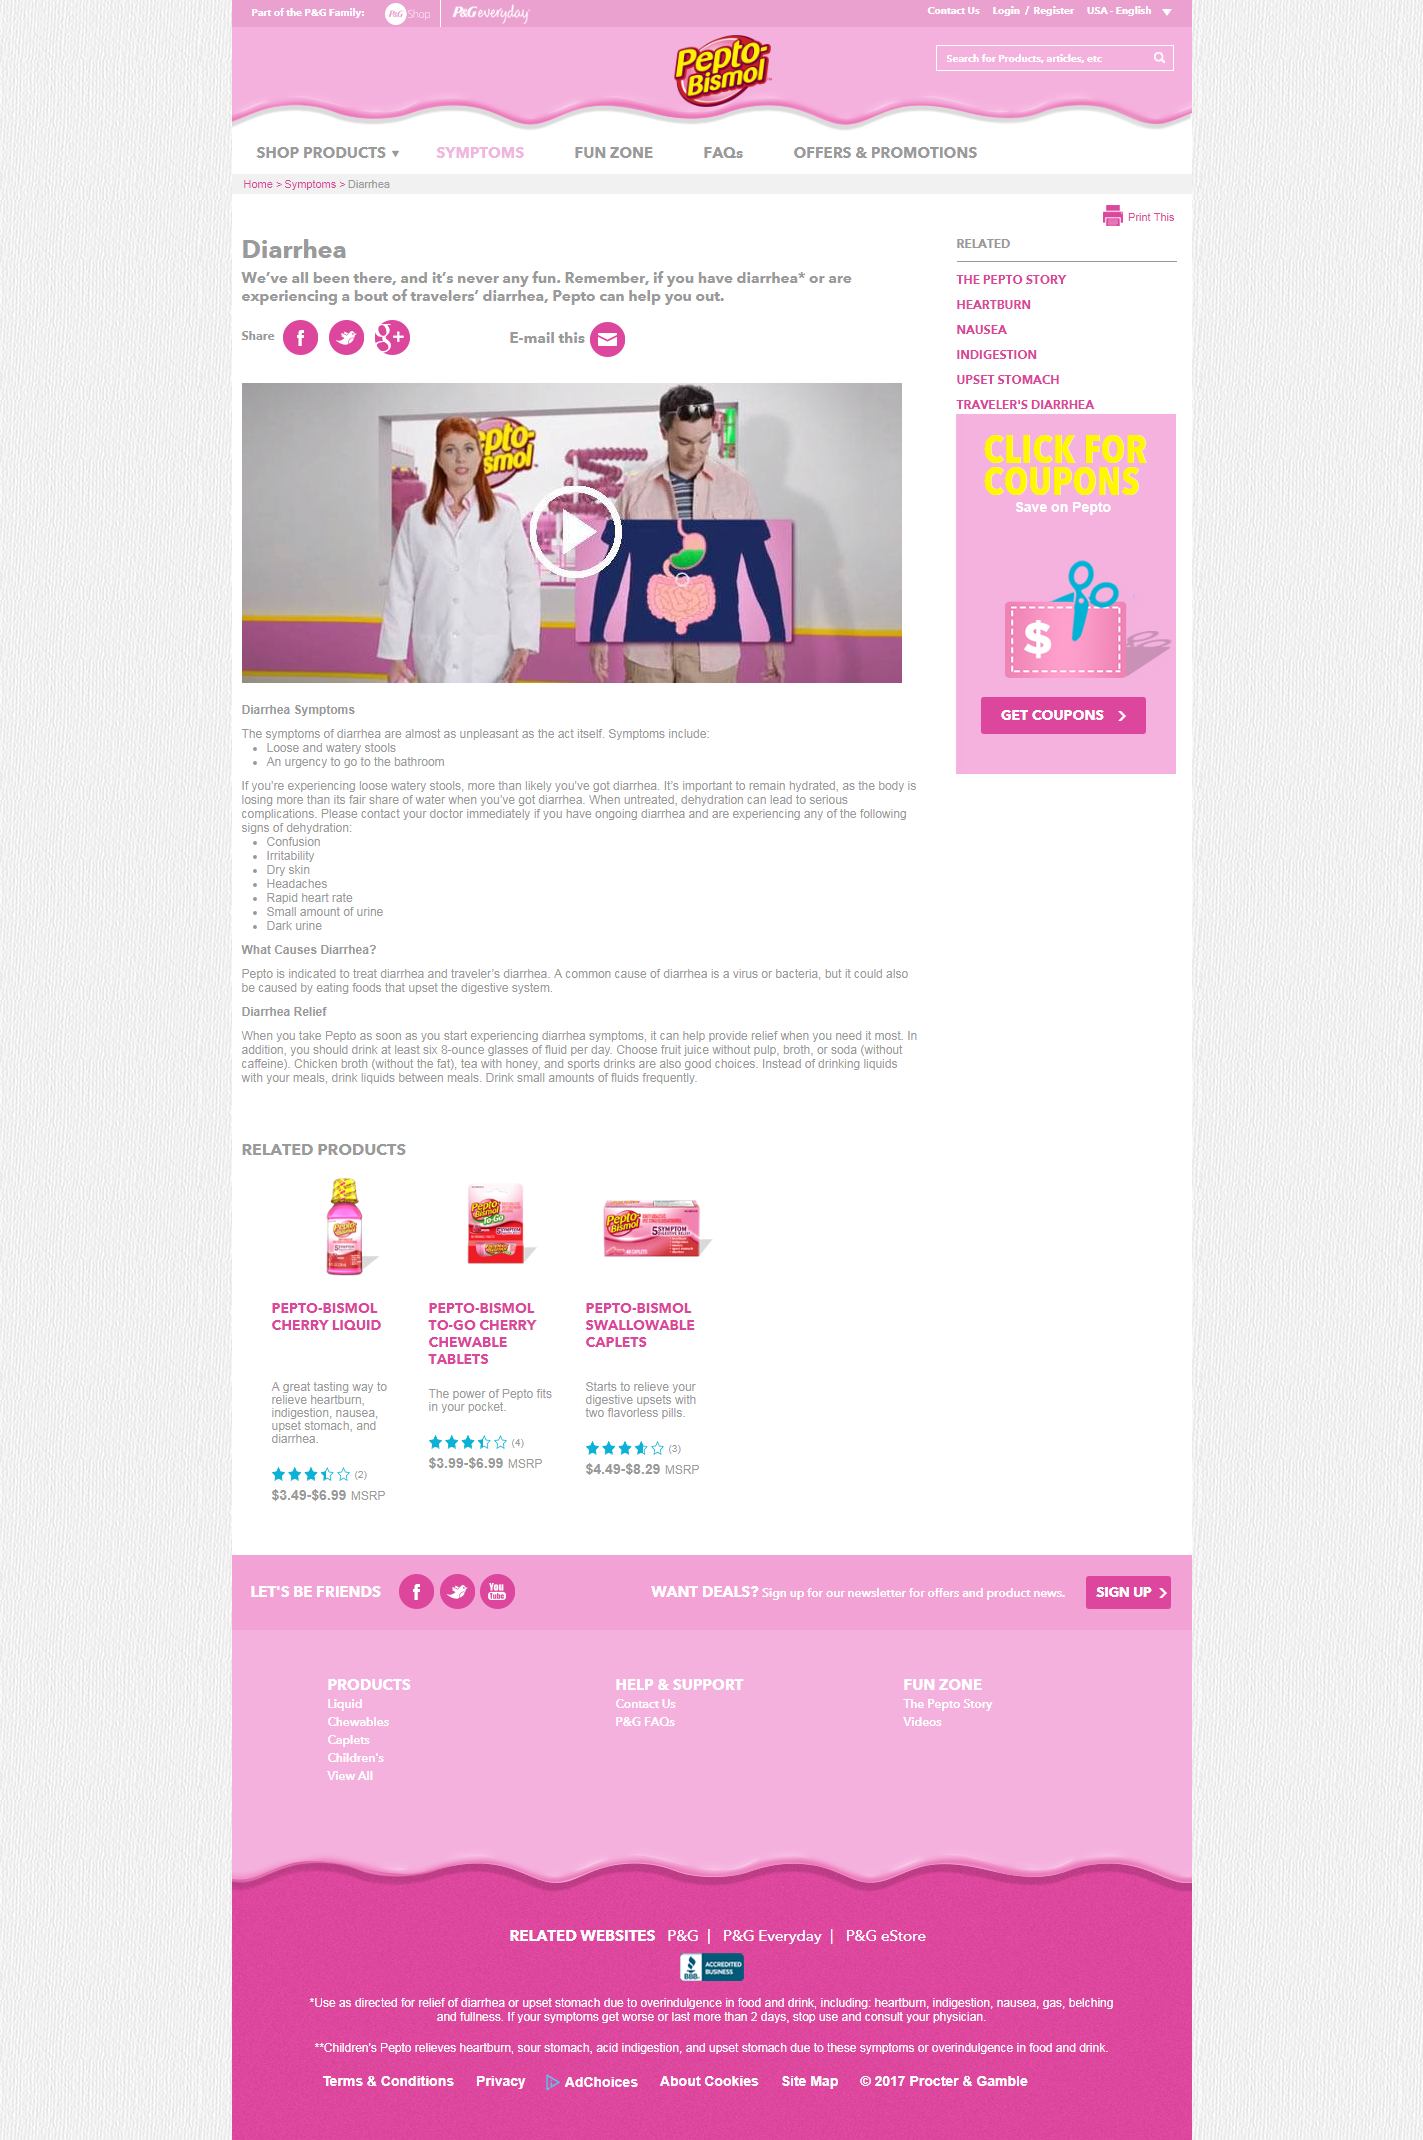 Part of the P&G Family:
P&G Shop
P&G everyday
Contact Us
Login / Register
USA - English
Pepto-
Bismol
Search for Products, articles, etc
SHOP PRODUCTS
SYMPTOMS
FUN ZONE
FAQs
OFFERS & PROMOTIONS
Home > Symptoms > Diarrhea
Print This
Diarrhea
We've all been there, and it's never any fun. Remember, if you have diarrhea* or are
experiencing a bout of travelers' diarrhea, Pepto can help you out.
Share
E-mail this
pto-
smol
Diarrhea Symptoms
The symptoms of diarrhea are almost as unpleasant as the act itself. Symptoms include:
• Loose and watery stools
• An urgency to go to the bathroom
If you're experiencing loose watery stools, more than likely you've got diarrhea. It's important to remain hydrated, as the body is
losing more than its fair share of water when you've got diarrhea. When untreated, dehydration can lead to serious
complications. Please contact your doctor immediately if you have ongoing diarrhea and are experiencing any of the following
signs of dehydration:
• Confusion
• Irritability
• Dry skin
• Headaches
• Rapid heart rate
• Small amount of urine
• Dark urine
What Causes Diarrhea?
Pepto is indicated to treat diarrhea and traveler's diarrhea. A common cause of diarrhea is a virus or bacteria, but it could also
be caused by eating foods that upset the digestive system.
Diarrhea Relief
When you take Pepto as soon as you start experiencing diarrhea symptoms, it can help provide relief when you need it most. In
addition, you should drink at least six 8-ounce glasses of fluid per day. Choose fruit juice without pulp, broth, or soda (without
caffeine). Chicken broth (without the fat), tea with honey, and sports drinks are also good choices. Instead of drinking liquids
with your meals, drink liquids between meals. Drink small amounts of fluids frequently.
RELATED
THE PEPTO STORY
HEARTBURN
NAUSEA
INDIGESTION
UPSET STOMACH
TRAVELER'S DIARRHEA
CLICK FOR
COUPONS
Save on Pepto
$
GET COUPONS
RELATED PRODUCTS
Pepto-
Bismol
Pepto-
Bismol
To-Go
Pepto-
Bismol
5 SYMPTOM
PEPTO-BISMOL
CHERRY LIQUID
A great tasting way to
relieve heartburn,
indigestion, nausea,
upset stomach, and
diarrhea.
(2)
$3.49-$6.99 MSRP
PEPTO-BISMOL
TO-GO CHERRY
CHEWABLE
TABLETS
The power of Pepto fits
in your pocket.
(4)
$3.99-$6.99 MSRP
PEPTO-BISMOL
SWALLOWABLE
CAPLETS
Starts to relieve your
digestive upsets with
two flavorless pills.
(3)
$4.49-$8.29 MSRP
LET'S BE FRIENDS
You
Tube
WANT DEALS? Sign up for our newsletter for offers and product news.
SIGN UP
PRODUCTS
Liquid
Chewables
Caplets
Children's
View All
HELP & SUPPORT
Contact Us
P&G FAQs
FUN ZONE
The Pepto Story
Videos
RELATED WEBSITES P&G | P&G Everyday | P&G eStore
BBB
ACCREDITED
BUSINESS
*Use as directed for relief of diarrhea or upset stomach due to overindulgence in food and drink, including: heartburn, indigestion, nausea, gas, belching
and fullness. If your symptoms get worse or last more than 2 days, stop use and consult your physician.
**Children's Pepto relieves heartburn, sour stomach, acid indigestion, and upset stomach due to these symptoms or overindulgence in food and drink.
Terms & Conditions
Privacy
AdChoices
About Cookies
Site Map
© 2017 Procter & Gamble